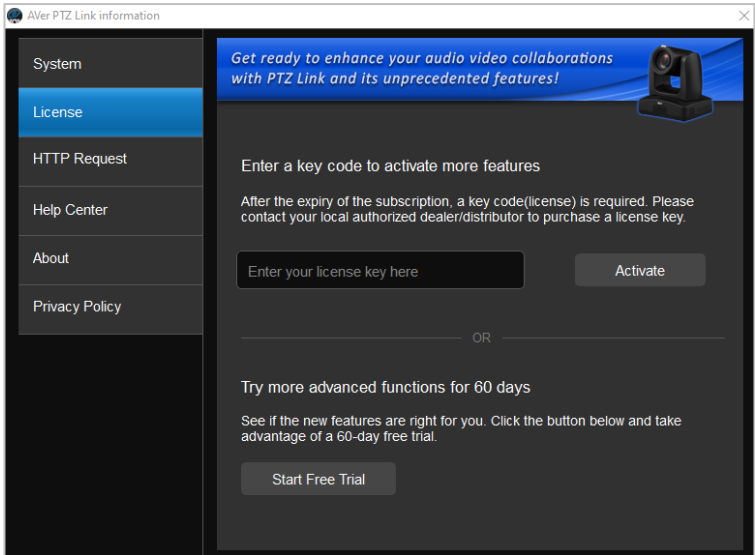 AVer PTZ Link information
System
License
HTTP Request
Help Center
About
Privacy Policy
Get ready to enhance your audio video collaborations
with PTZ Link and its unprecedented features!
Enter a key code to activate more features
After the expiry of the subscription, a key code(license) is required. Please
contact your local authorized dealer/distributor to purchase a license key.
Enter your license key here
Activate
OR
Try more advanced functions for 60 days
See if the new features are right for you. Click the button below and take
advantage of a 60-day free trial.
Start Free Trial